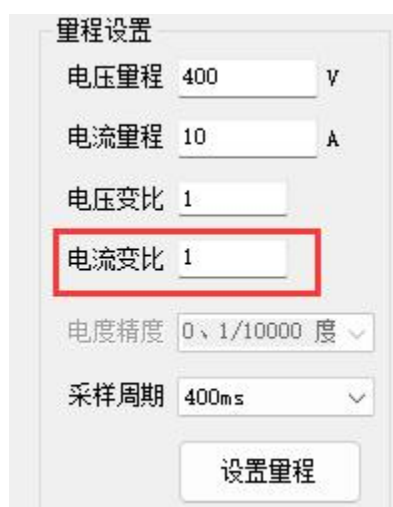 量程设置
电压量程 400 V
电流量程 10 A
电压变比 1
电流变比 1
电度精度 0、1/10000 度
采样周期 400ms
设置量程